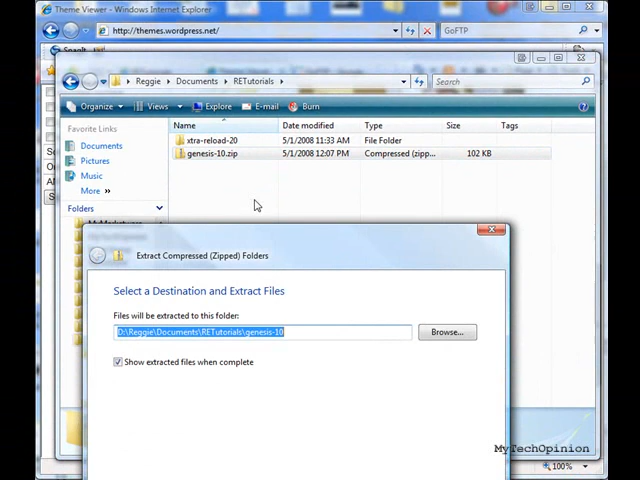 Theme Viewer - Windows Internet Explorer
http://themes.wordpress.net/
GoFTP
SnagIt
Reggie Documents RETutorials
Search
Organize Views Explore E-mail Burn
Favorite Links
Documents
Pictures
Music
More »
Folders
Name Date modified Type Size Tags
xtra-reload-20 5/1/2008 11:33 AM File Folder
genesis-10.zip 5/1/2008 12:07 PM Compressed (zipp... 102 KB
Extract Compressed (Zipped) Folders
Select a Destination and Extract Files
Files will be extracted to this folder:
D:\Reggie\Documents\RETutorials\genesis-10
Browse...
Show extracted files when complete
MyTechOpinion
100%